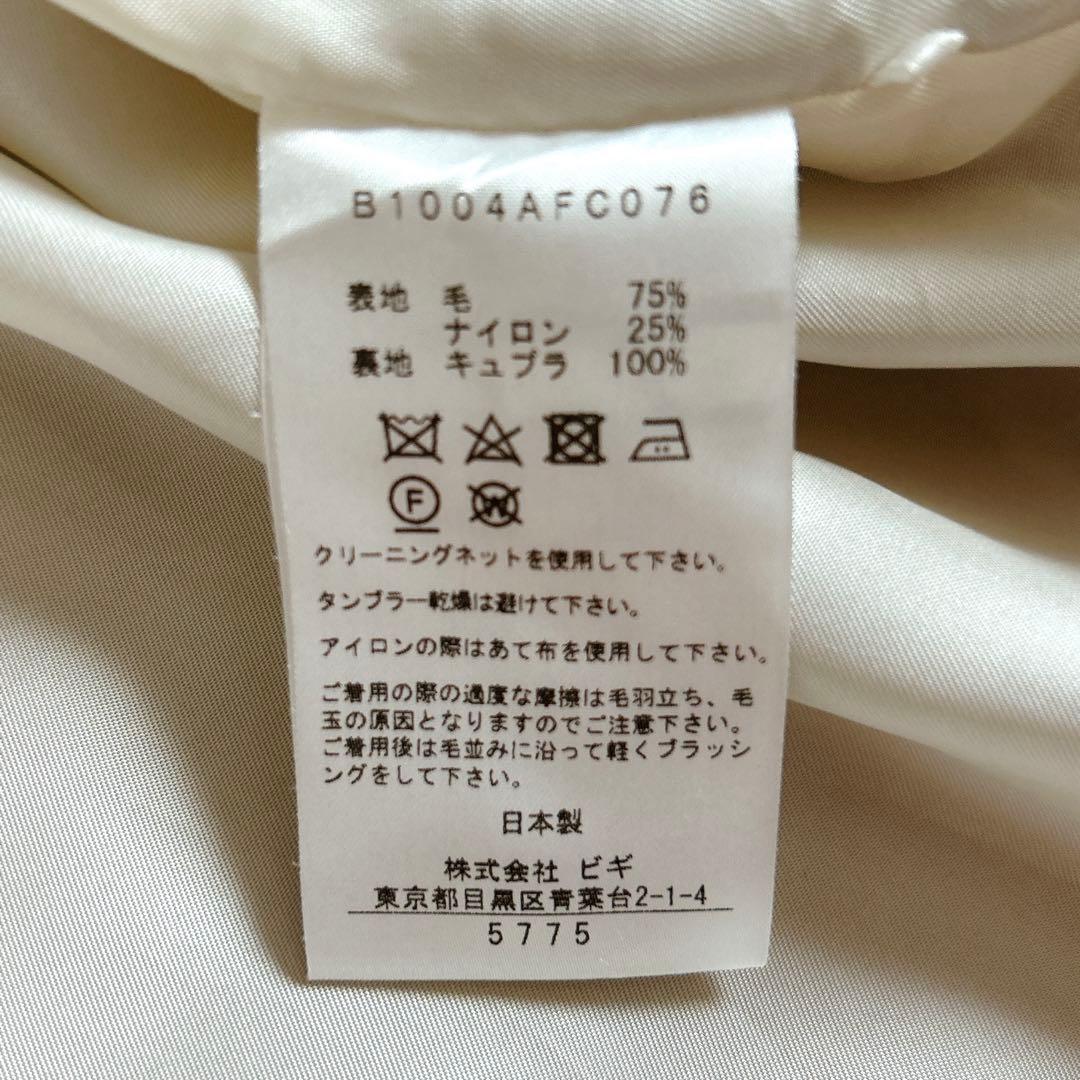 B1004AFC076
表地 毛 75%
ナイロン 25%
裏地 キュプラ 100%
F W
クリーニングネットを使用して下さい。
タンブラー乾燥は避けて下さい。
アイロンの際はあて布を使用して下さい。
ご着用の際の過度な摩擦は毛羽立ち、毛
玉の原因となりますのでご注意下さい。
ご着用後は毛並みに沿って軽くブラッシ
ングをして下さい。
日本製
株式会社 ビギ
東京都目黒区青葉台2-1-4
5775